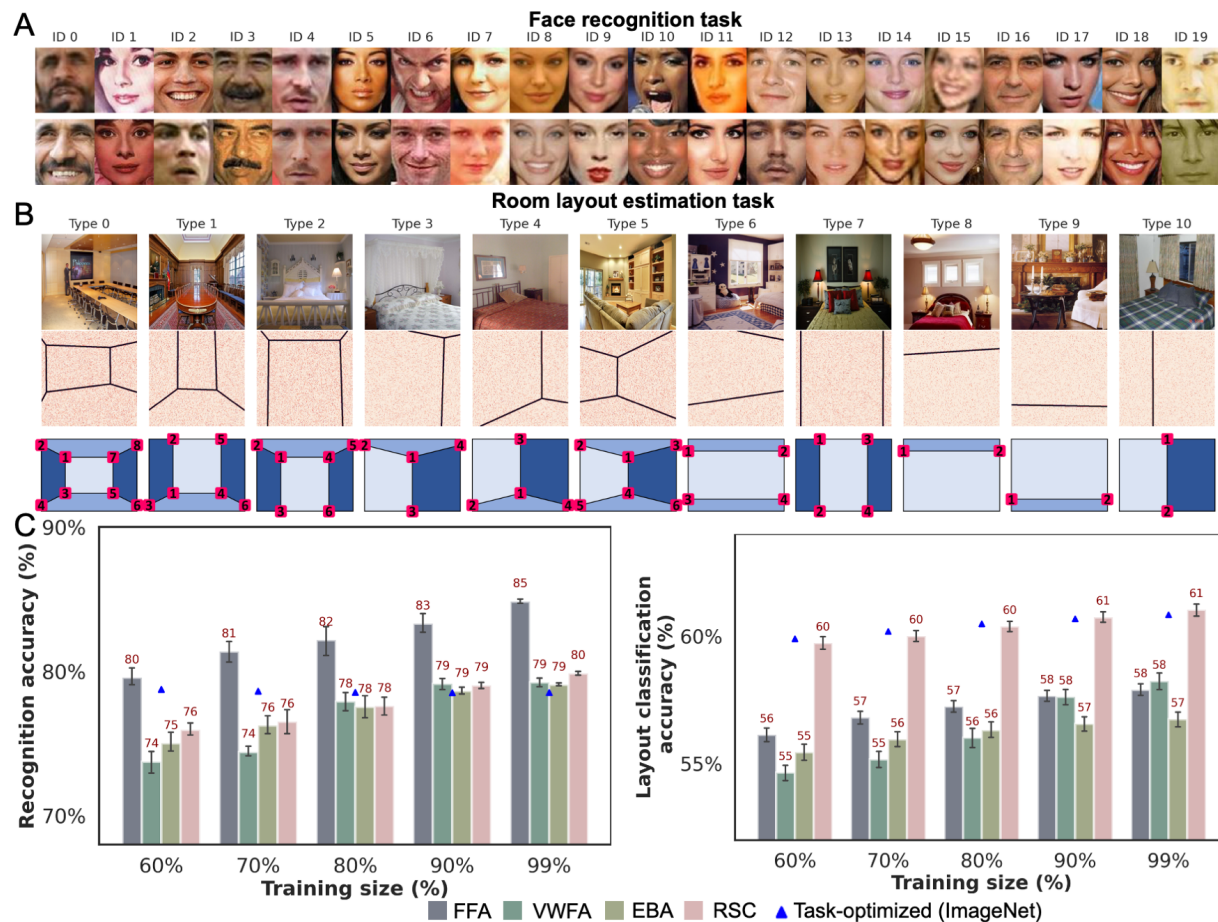 A
Face recognition task
ID 0 ID 1 ID 2 ID 3 ID 4 ID 5 ID 6 ID 7 ID 8 ID 9 ID 10 ID 11 ID 12 ID 13 ID 14 ID 15 ID 16 ID 17 ID 18 ID 19
B
Room layout estimation task
Type 0 Type 1 Type 2 Type 3 Type 4 Type 5 Type 6 Type 7 Type 8 Type 9 Type 10
2 8 1 7 3 5 4 6
2 5 1 4 3 6
2 5 1 4 3 6
2 4 1 3
3 1 2 4
2 3 1 4 5 6
1 2 3 4
1 3 2 4
1 2
1 2
1 2
C
Recognition accuracy (%)
90%
80%
70%
80 74 75 76
81 74 76 76
82 78 78 78
83 79 79 79
85 79 79 80
60% 70% 80% 90% 99%
Training size (%)
Layout classification
accuracy (%)
60%
55%
56 55 55 60
57 55 56 60
57 56 56 60
58 58 57 61
58 58 57 61
60% 70% 80% 90% 99%
Training size (%)
FFA VWFA EBA RSC Task-optimized (ImageNet)